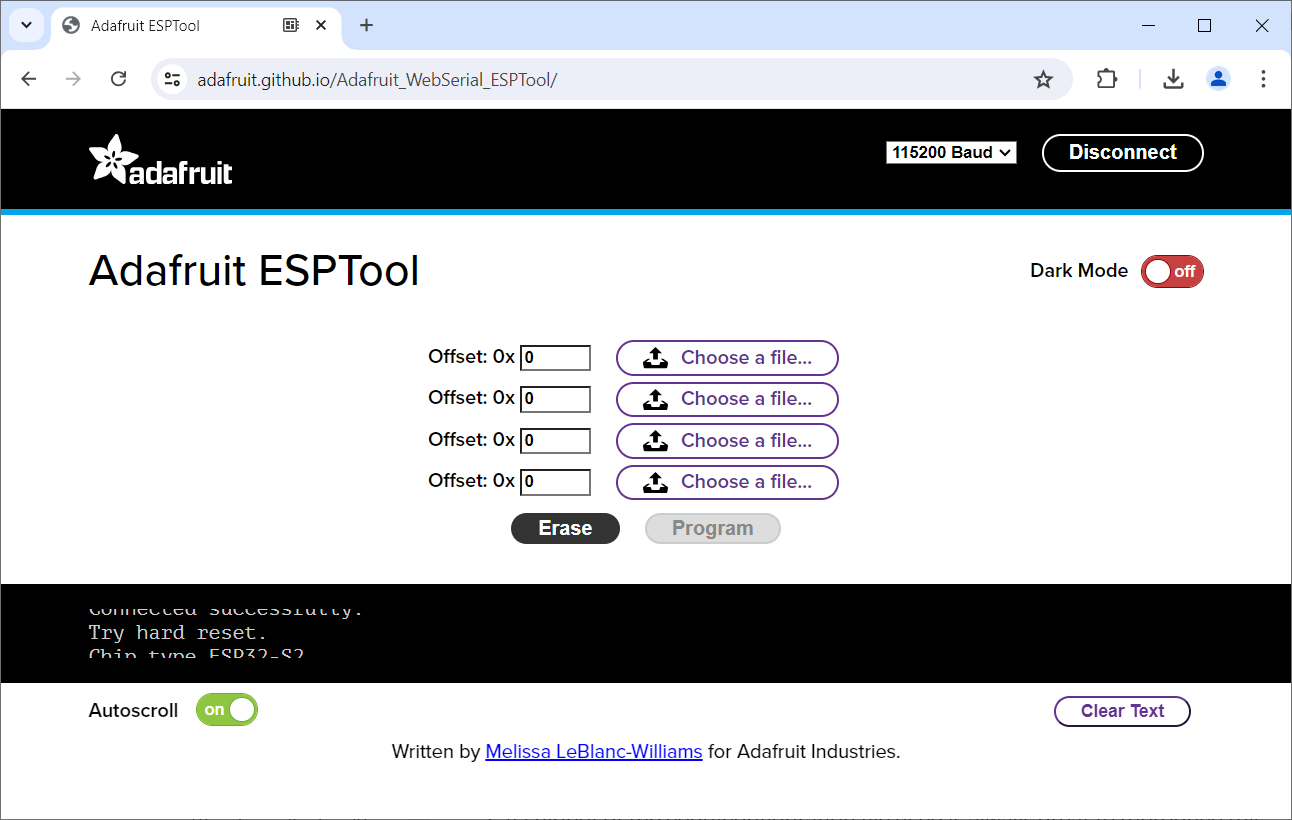 Adafruit ESPTool
adafruit.github.io/Adafruit_WebSerial_ESPTool/
adafruit
115200 Baud
Disconnect
Adafruit ESPTool
Dark Mode
off
Offset: 0x 0
Choose a file...
Offset: 0x 0
Choose a file...
Offset: 0x 0
Choose a file...
Offset: 0x 0
Choose a file...
Erase
Program
Connected successfully.
Try hard reset.
Chip type ESP32-S2
Autoscroll
on
Clear Text
Written by Melissa LeBlanc-Williams for Adafruit Industries.